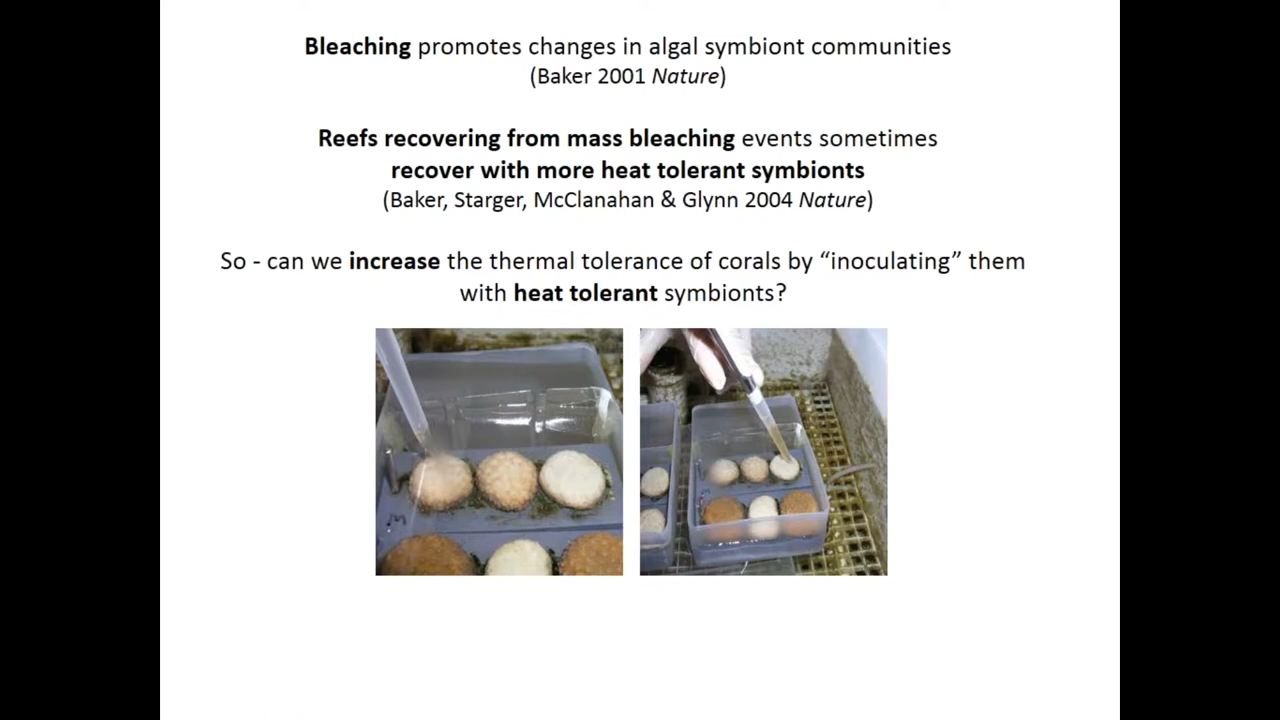 Bleaching promotes changes in algal symbiont communities
(Baker 2001 Nature)
Reefs recovering from mass bleaching events sometimes
recover with more heat tolerant symbionts
(Baker, Starger, McClanahan & Glynn 2004 Nature)
So - can we increase the thermal tolerance of corals by “inoculating” them
with heat tolerant symbionts?